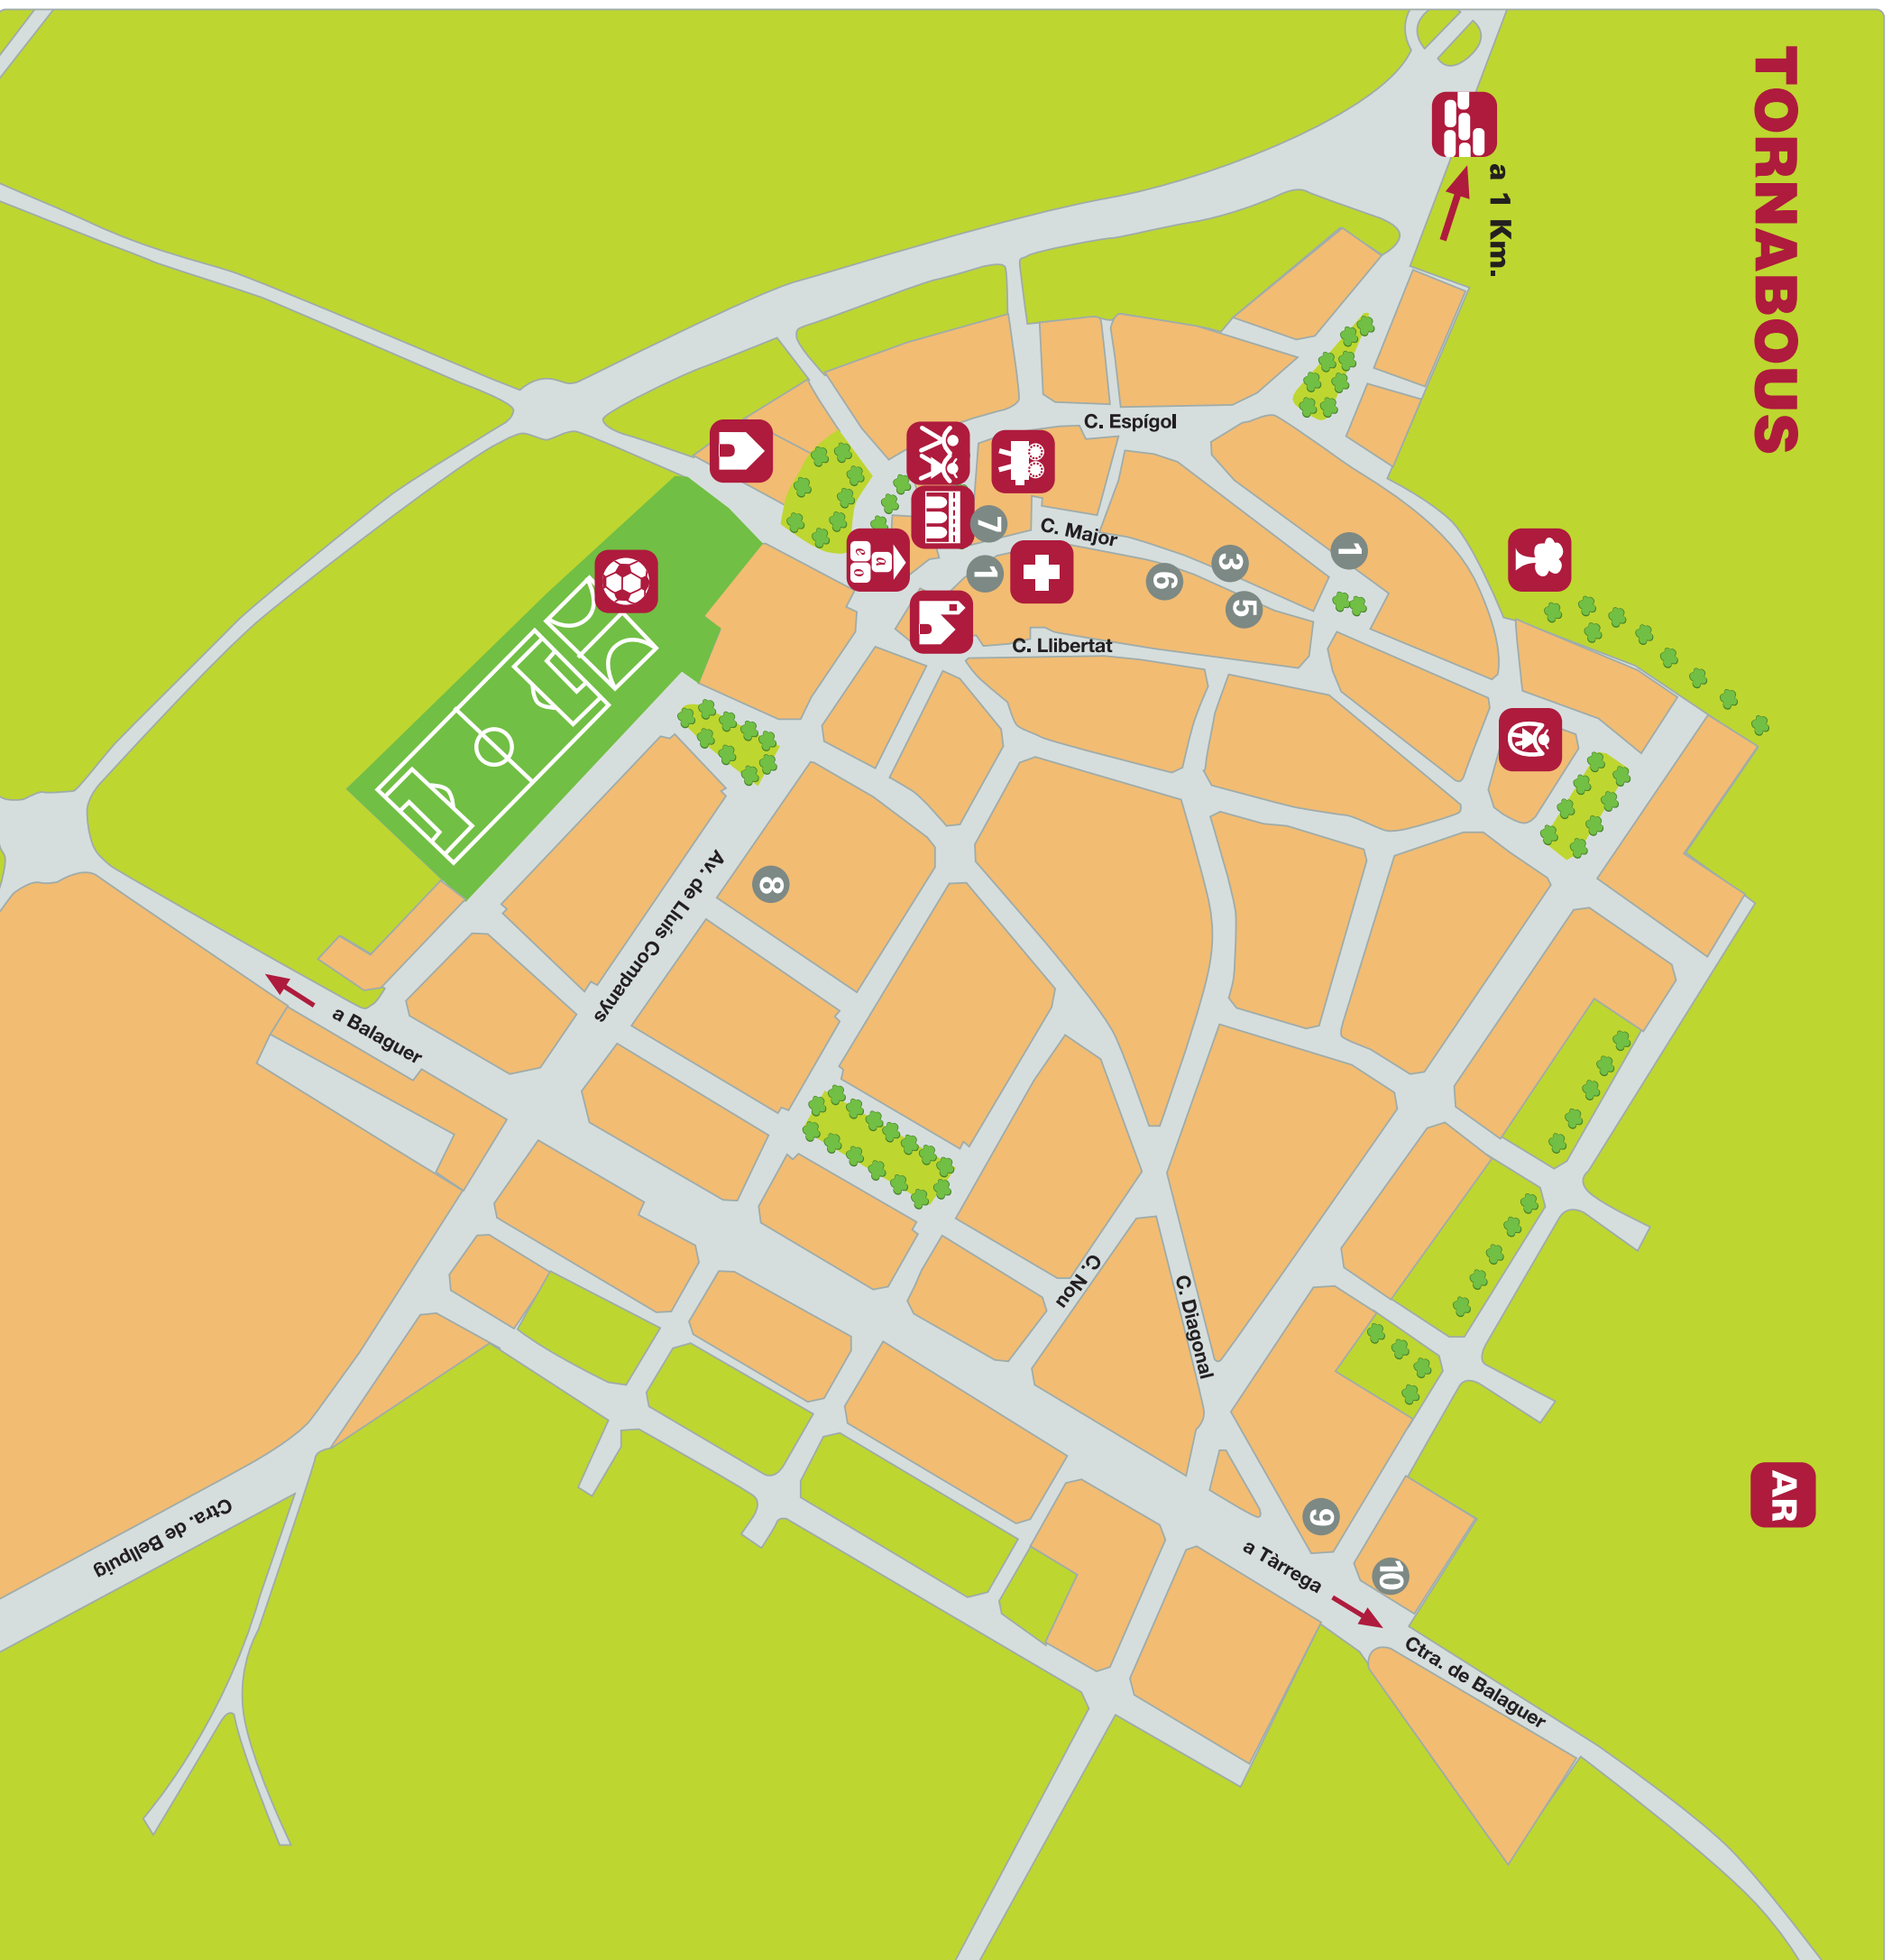 TORNABOUS
a 1 Km.
C. Espígol
7
C. Major
1
3
1
6
5
a
e o
C. Llibertat
8
Av. de Lluís Companys
a Balaguer
C. Nou
C. Diagonal
AR
9
10
a Tàrrega
Ctra. de Bellpuig
Ctra. de Balaguer